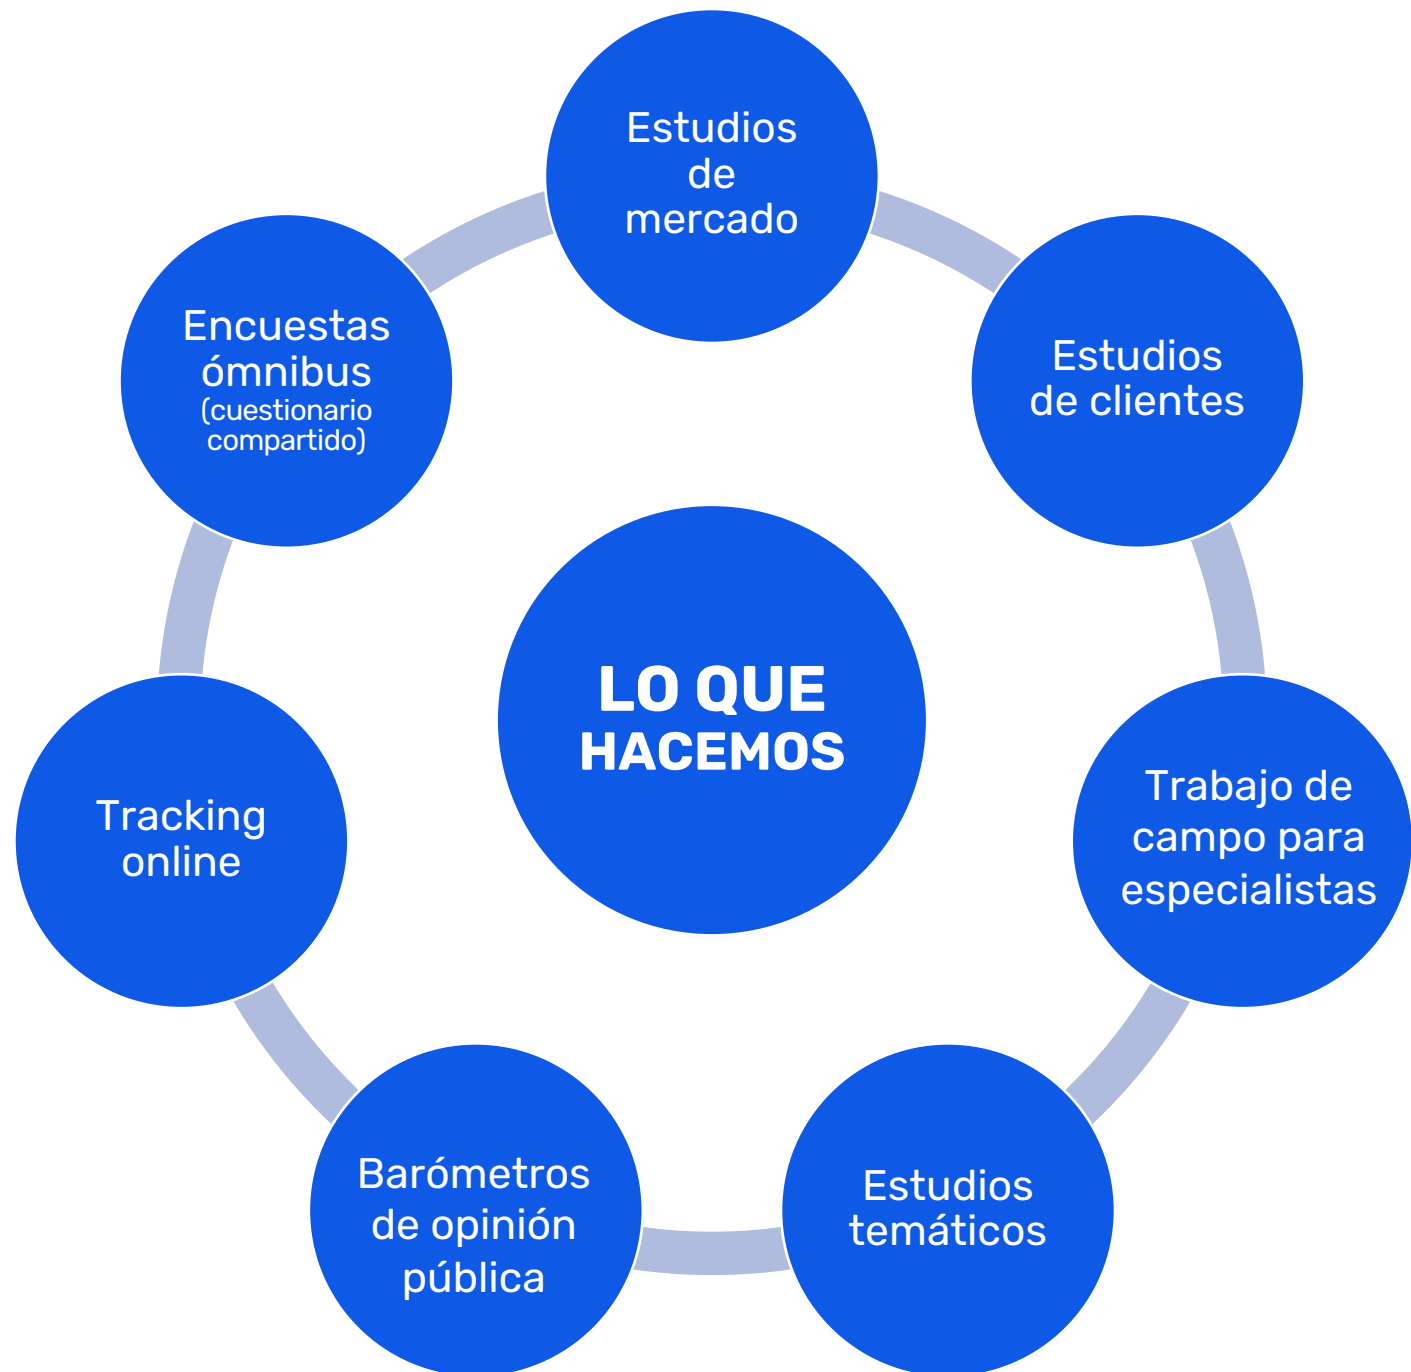 Estudios
de
mercado
Estudios
de clientes
Trabajo de
campo para
especialistas
Estudios
temáticos
Barómetros
de opinión
pública
Tracking
online
Encuestas
ómnibus
(cuestionario
compartido)
LO QUE
HACEMOS